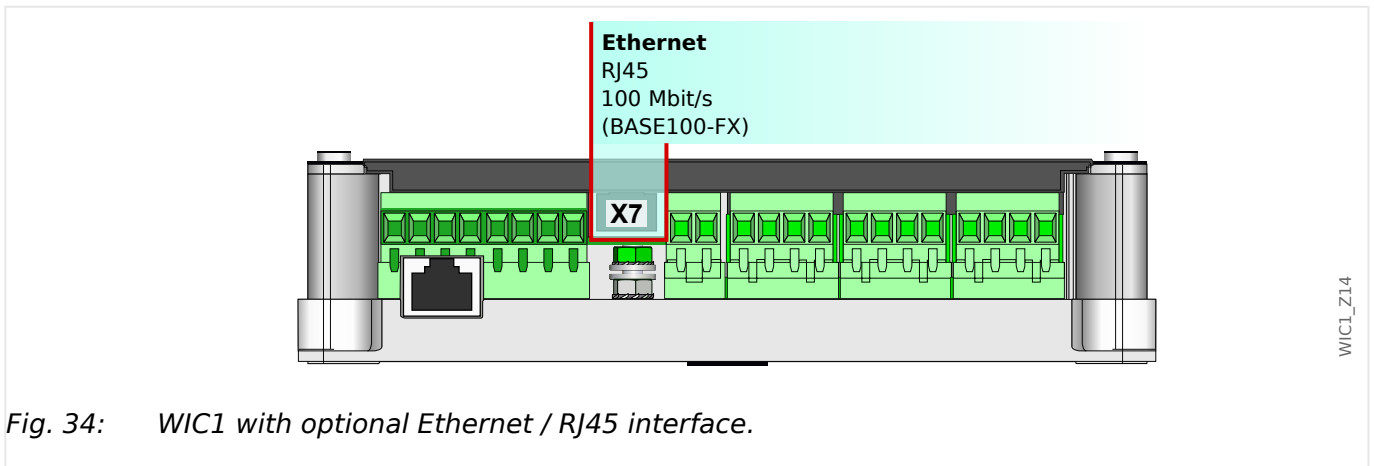 Ethernet
RJ45
100 Mbit/s
(BASE100-FX)
X7
WIC1_Z14
Fig. 34: WIC1 with optional Ethernet / RJ45 interface.